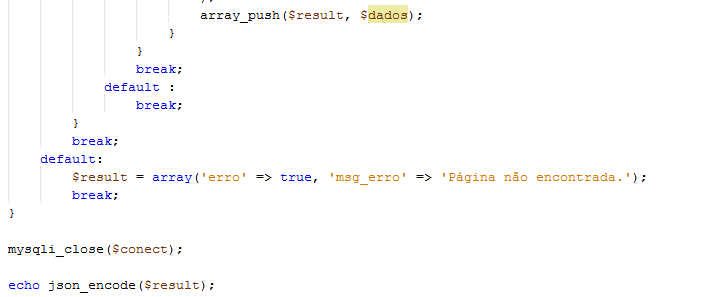 array_push($result, $dados);
}
}
break;
default :
break;
}
break;
default:
$result = array('erro' => true, 'msg_erro' => 'Página não encontrada.');
break;
}
mysqli_close($conect);
echo json_encode($result);